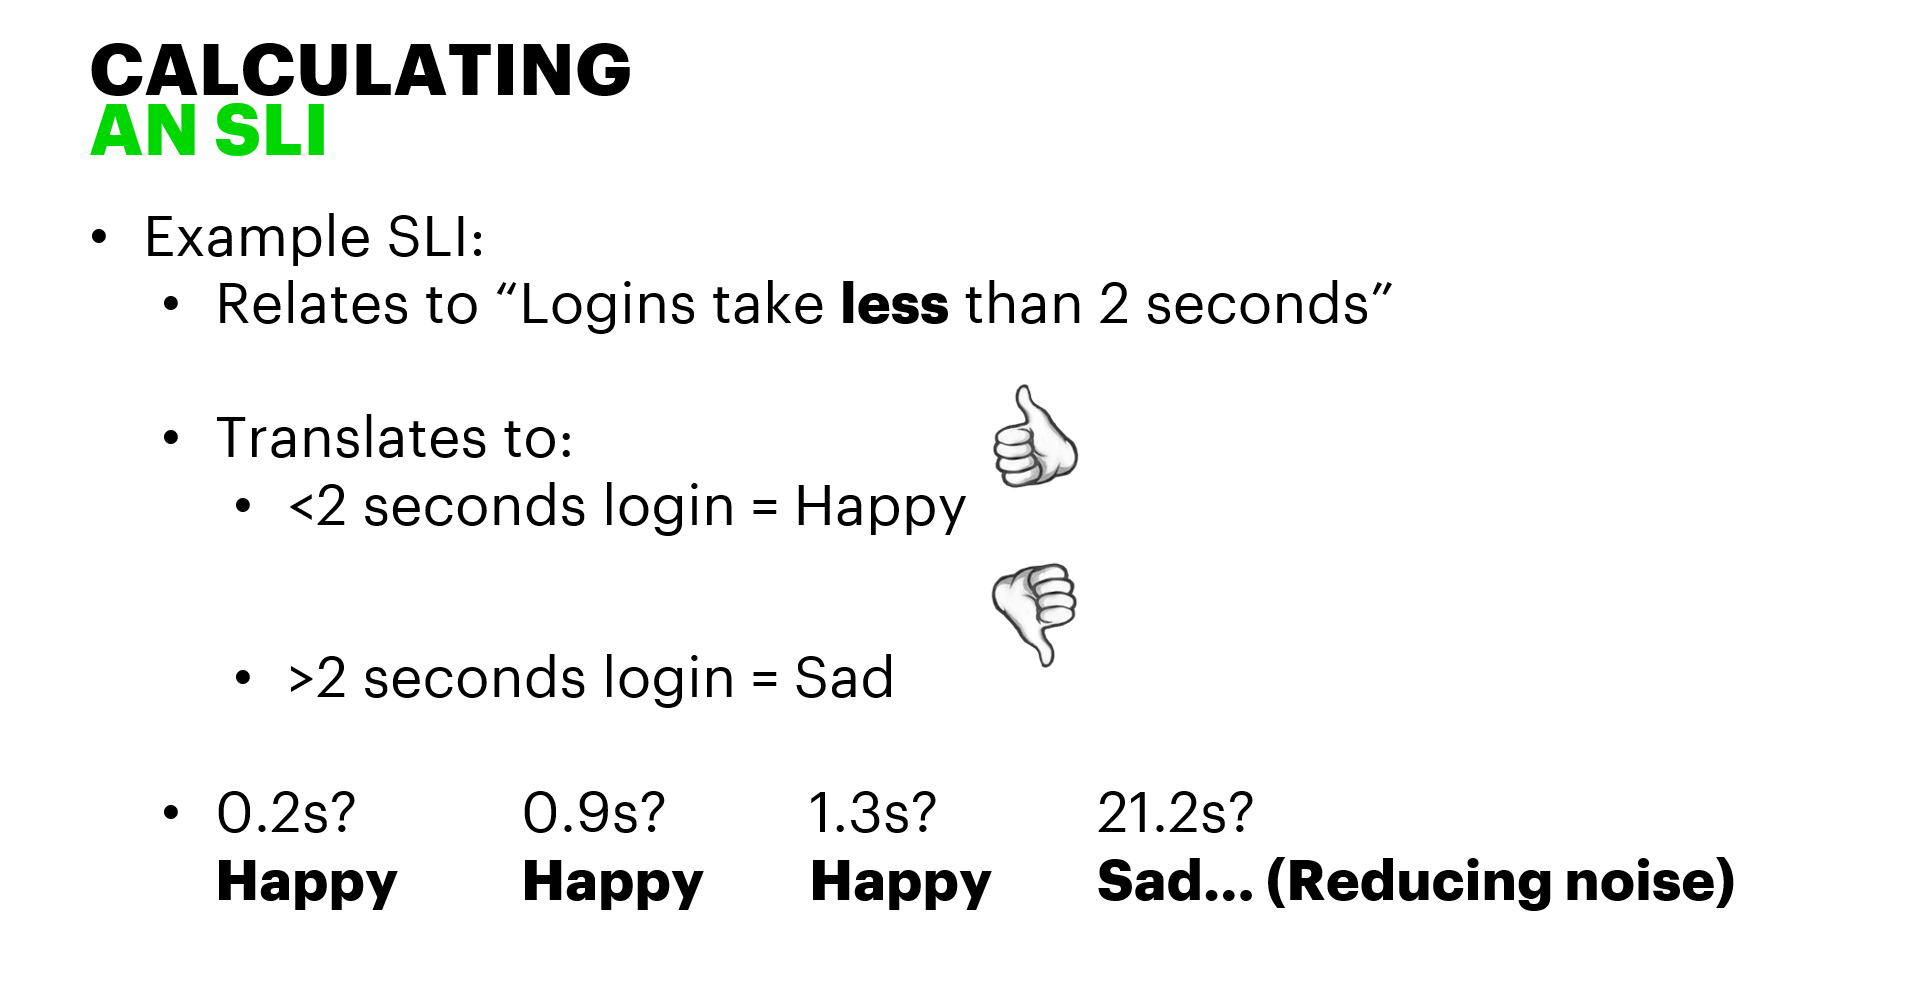 CALCULATING
AN SLI
• Example SLI:
• Relates to “Logins take less than 2 seconds”
• Translates to:
• <2 seconds login = Happy
• >2 seconds login = Sad
• 0.2s? 0.9s? 1.3s? 21.2s?
Happy Happy Happy Sad... (Reducing noise)